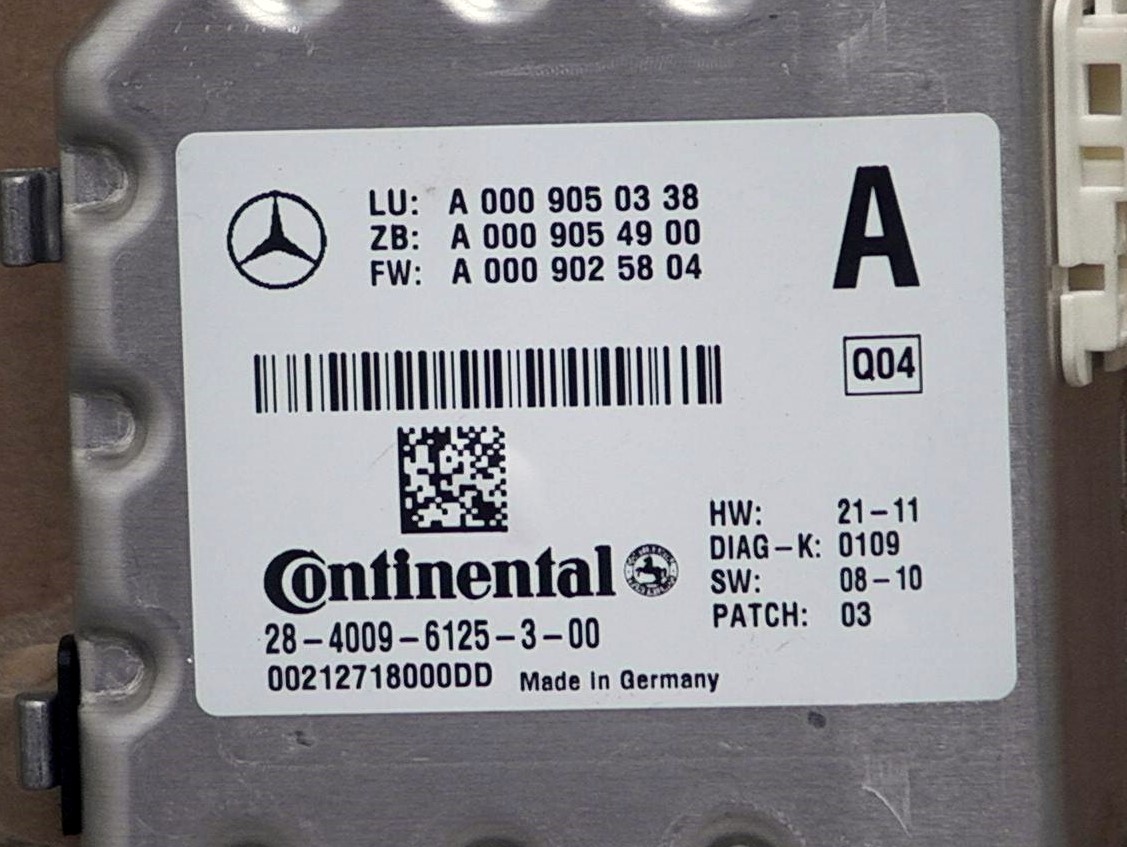 LU: A 000 905 03 38
ZB: A 000 905 49 00
FW: A 000 902 58 04
A
Q04
HW: 21-11
DIAG-K: 0109
SW: 08-10
PATCH: 03
Continental
28-4009-6125-3-00
00212718000DD Made in Germany